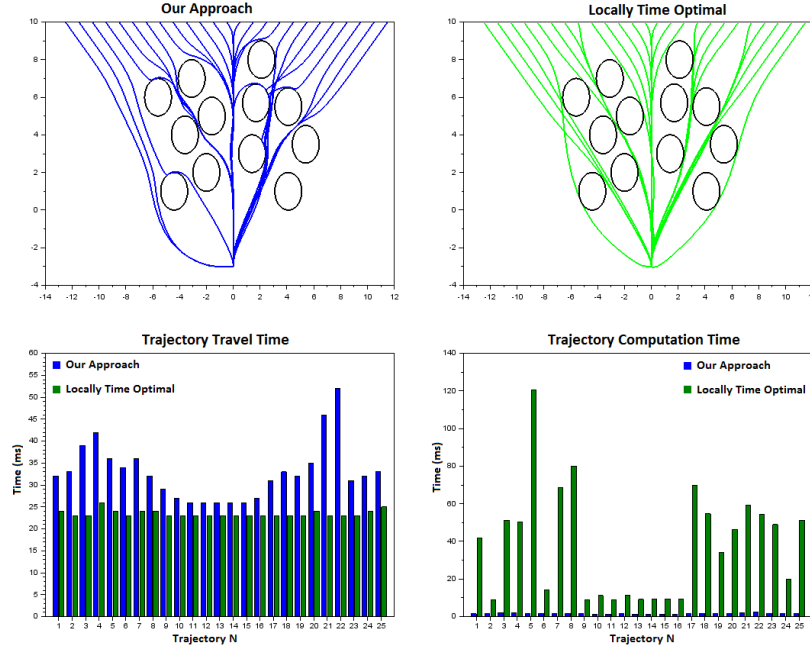 Our Approach
10
8
6
4
2
0
-2
-4
-14 -12 -10 -8 -6 -4 -2 0 2 4 6 8 10 12
Locally Time Optimal
10
8
6
4
2
0
-2
-4
-14 -12 -10 -8 -6 -4 -2 0 2 4 6 8 10 12
Trajectory Travel Time
Our Approach
Locally Time Optimal
Time (ms)
60
55
50
45
40
35
30
25
20
15
10
5
0
1 2 3 4 5 6 7 8 9 10 11 12 13 14 15 16 17 18 19 20 21 22 23 24 25
Trajectory N
Trajectory Computation Time
Our Approach
Locally Time Optimal
Time (ms)
140
120
100
80
60
40
20
0
1 2 3 4 5 6 7 8 9 10 11 12 13 14 15 16 17 18 19 20 21 22 23 24 25
Trajectory N